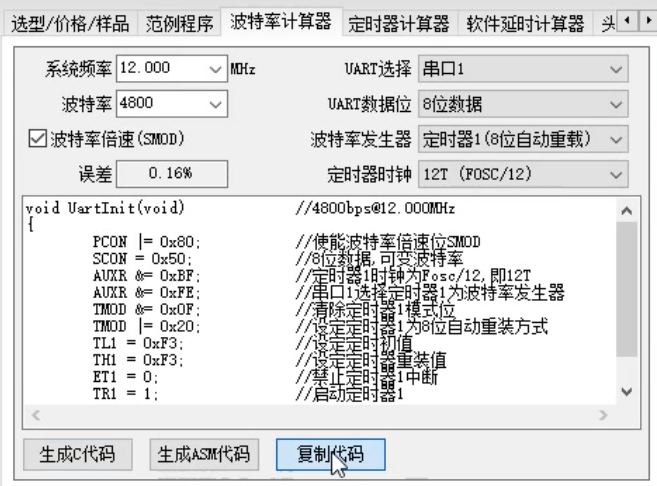 选型/价格/样品 范例程序 波特率计算器 定时器计算器 软件延时计算器 头
系统频率 12.000 MHz UART选择 串口1
波特率 4800 UART数据位 8位数据
波特率倍速(SMOD) 波特率发生器 定时器1(8位自动重载)
误差 0.16% 定时器时钟 12T (FOSC/12)
void UartInit(void) //4800bps@12.000MHz
{
PCON |= 0x80; //使能波特率倍速位SMOD
SCON = 0x50; //8位数据,可变波特率
AUXR &= 0xBF; //定时器1时钟为Fosc/12,即12T
AUXR &= 0xFE; //串口1选择定时器1为波特率发生器
TMOD &= 0x0F; //清除定时器1模式位
TMOD |= 0x20; //设定定时器1为8位自动重装方式
TL1 = 0xF3; //设定定时初值
TH1 = 0xF3; //设定定时器重装值
ET1 = 0; //禁止定时器1中断
TR1 = 1; //启动定时器1
生成C代码 生成ASM代码 复制代码